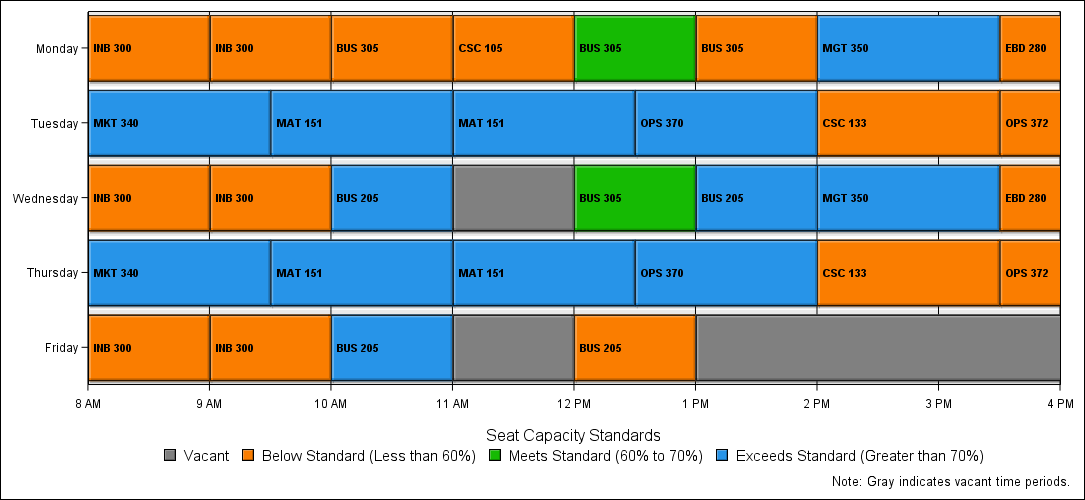 Monday INB 300 INB 300 BUS 305 CSC 105 BUS 305 BUS 305 MGT 350 EBD 280
Tuesday MKT 340 MAT 151 MAT 151 OPS 370 CSC 133 OPS 372
Wednesday INB 300 INB 300 BUS 205 BUS 305 BUS 205 MGT 350 EBD 280
Thursday MKT 340 MAT 151 MAT 151 OPS 370 CSC 133 OPS 372
Friday INB 300 INB 300 BUS 205 BUS 205
8 AM 9 AM 10 AM 11 AM 12 PM 1 PM 2 PM 3 PM 4 PM
Seat Capacity Standards
Vacant Below Standard (Less than 60%) Meets Standard (60% to 70%) Exceeds Standard (Greater than 70%)
Note: Gray indicates vacant time periods.